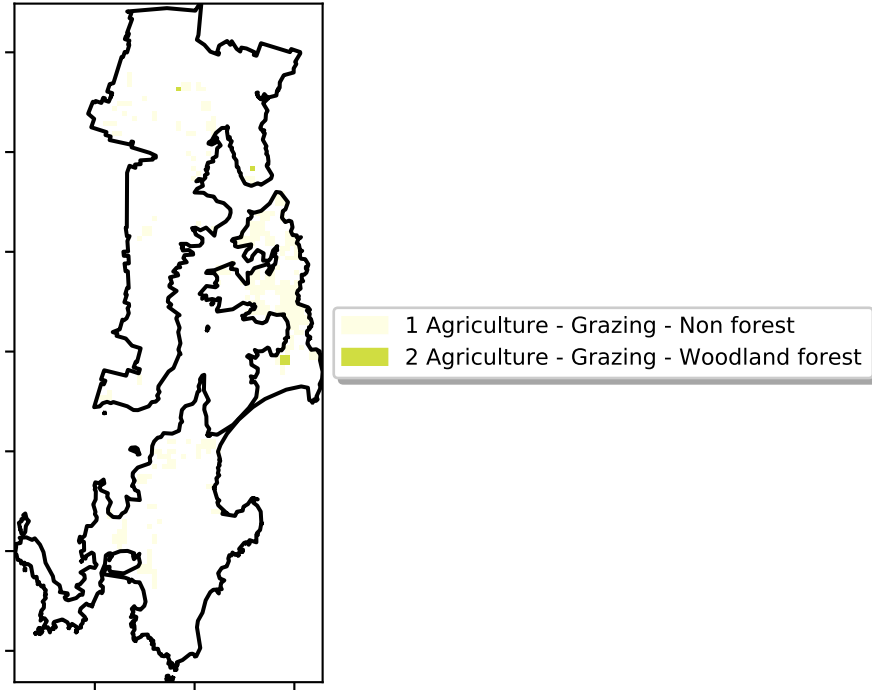 1 Agriculture - Grazing - Non forest
2 Agriculture - Grazing - Woodland forest